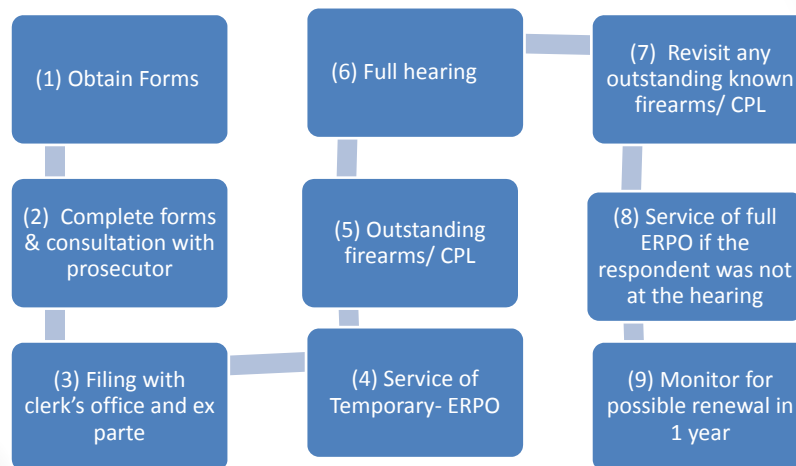 (1) Obtain Forms
(2)  Complete forms
& consultation with
prosecutor
(3) Filing with
clerk's office and ex
parte
(4) Service of
Temporary- ERPO
(5) Outstanding
firearms/ CPL
(6) Full hearing
(7)  Revisit any
outstanding known
firearms/ CPL
(8) Service of full
ERPO if the
respondent was not
at the hearing
(9) Monitor for
possible renewal in
1 year